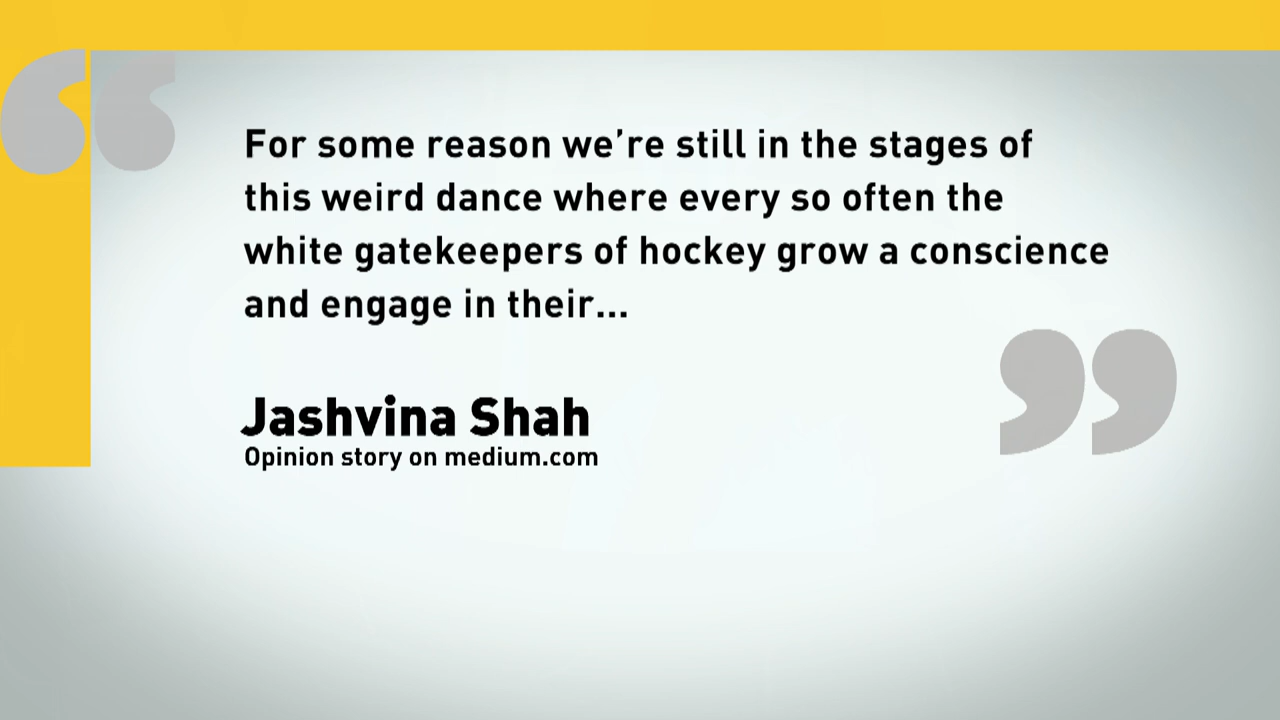 For some reason we’re still in the stages of
this weird dance where every so often the
white gatekeepers of hockey grow a conscience
and engage in their...
Jashvina Shah
Opinion story on medium.com